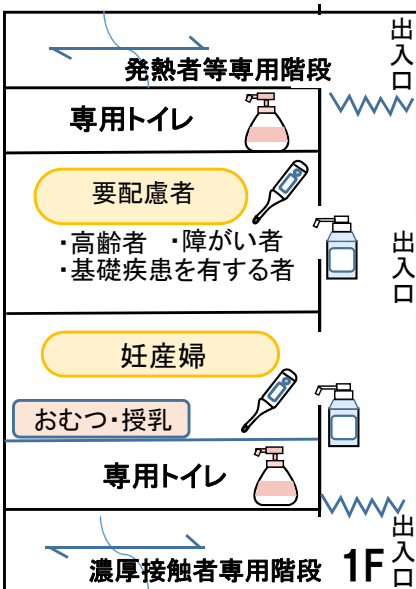 出入口
発熱者等専用階段
専用トイレ
要配慮者
・高齢者 ・障がい者
・基礎疾患を有する者
出入口
妊産婦
おむつ・授乳
専用トイレ
濃厚接触者専用階段
1F
出入口